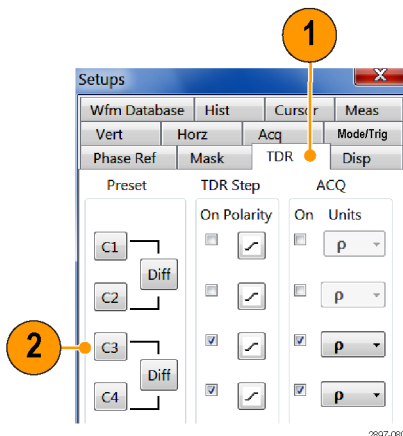 1
Setups
X
Wfm Database Hist Cursor Meas
Vert Horz Acq Mode/Trig
Phase Ref Mask TDR Disp
Preset TDR Step ACQ
On Polarity On Units
C1 ρ
Diff
C2 ρ
2 C3 ρ
Diff
C4 ρ